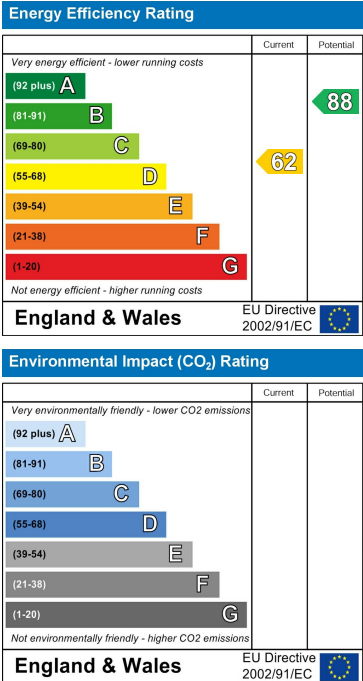 Energy Efficiency Rating
Current Potential
Very energy efficient - lower running costs
(92 plus) A
(81-91) B
(69-80) C
(55-68) D
(39-54) E
(21-38) F
(1-20) G
62
88
Not energy efficient - higher running costs
England & Wales
EU Directive
2002/91/EC
Environmental Impact (CO₂) Rating
Current Potential
Very environmentally friendly - lower CO2 emissions
(92 plus) A
(81-91) B
(69-80) C
(55-68) D
(39-54) E
(21-38) F
(1-20) G
Not environmentally friendly - higher CO2 emissions
England & Wales
EU Directive
2002/91/EC